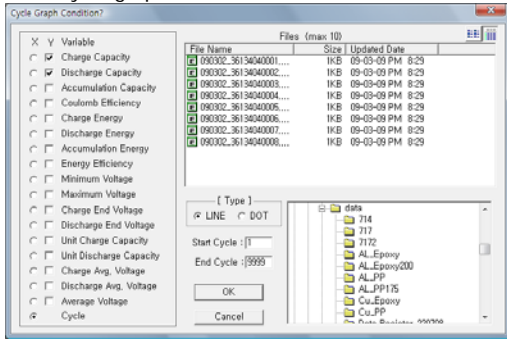 Cycle Graph Condition?
X Y Variable
Charge Capacity
Discharge Capacity
Accumulation Capacity
Coulomb Efficiency
Charge Energy
Discharge Energy
Accumulation Energy
Energy Efficiency
Minimum Voltage
Maximum Voltage
Charge End Voltage
Discharge End Voltage
Unit Charge Capacity
Unit Discharge Capacity
Charge Avg, Voltage
Discharge Avg, Voltage
Average Voltage
Cycle
Files (max 10)
File Name Size Updated Date
090302_36134040001.... 1KB 09-03-09 PM 8:29
090302_36134040002.... 1KB 09-03-09 PM 8:29
090302_36134040003.... 1KB 09-03-09 PM 8:29
090302_36134040004.... 1KB 09-03-09 PM 8:29
090302_36134040005.... 1KB 09-03-09 PM 8:29
090302_36134040006.... 1KB 09-03-09 PM 8:29
090302_36134040007.... 1KB 09-03-09 PM 8:29
090302_36134040008.... 1KB 09-03-09 PM 8:29
[ Type ]
LINE DOT
Start Cycle : 1
End Cycle : 9999
OK
Cancel
data
714
717
7172
AL_Epoxy
AL_Epoxy200
AL_PP
AL_PP175
Cu_Epoxy
Cu_PP